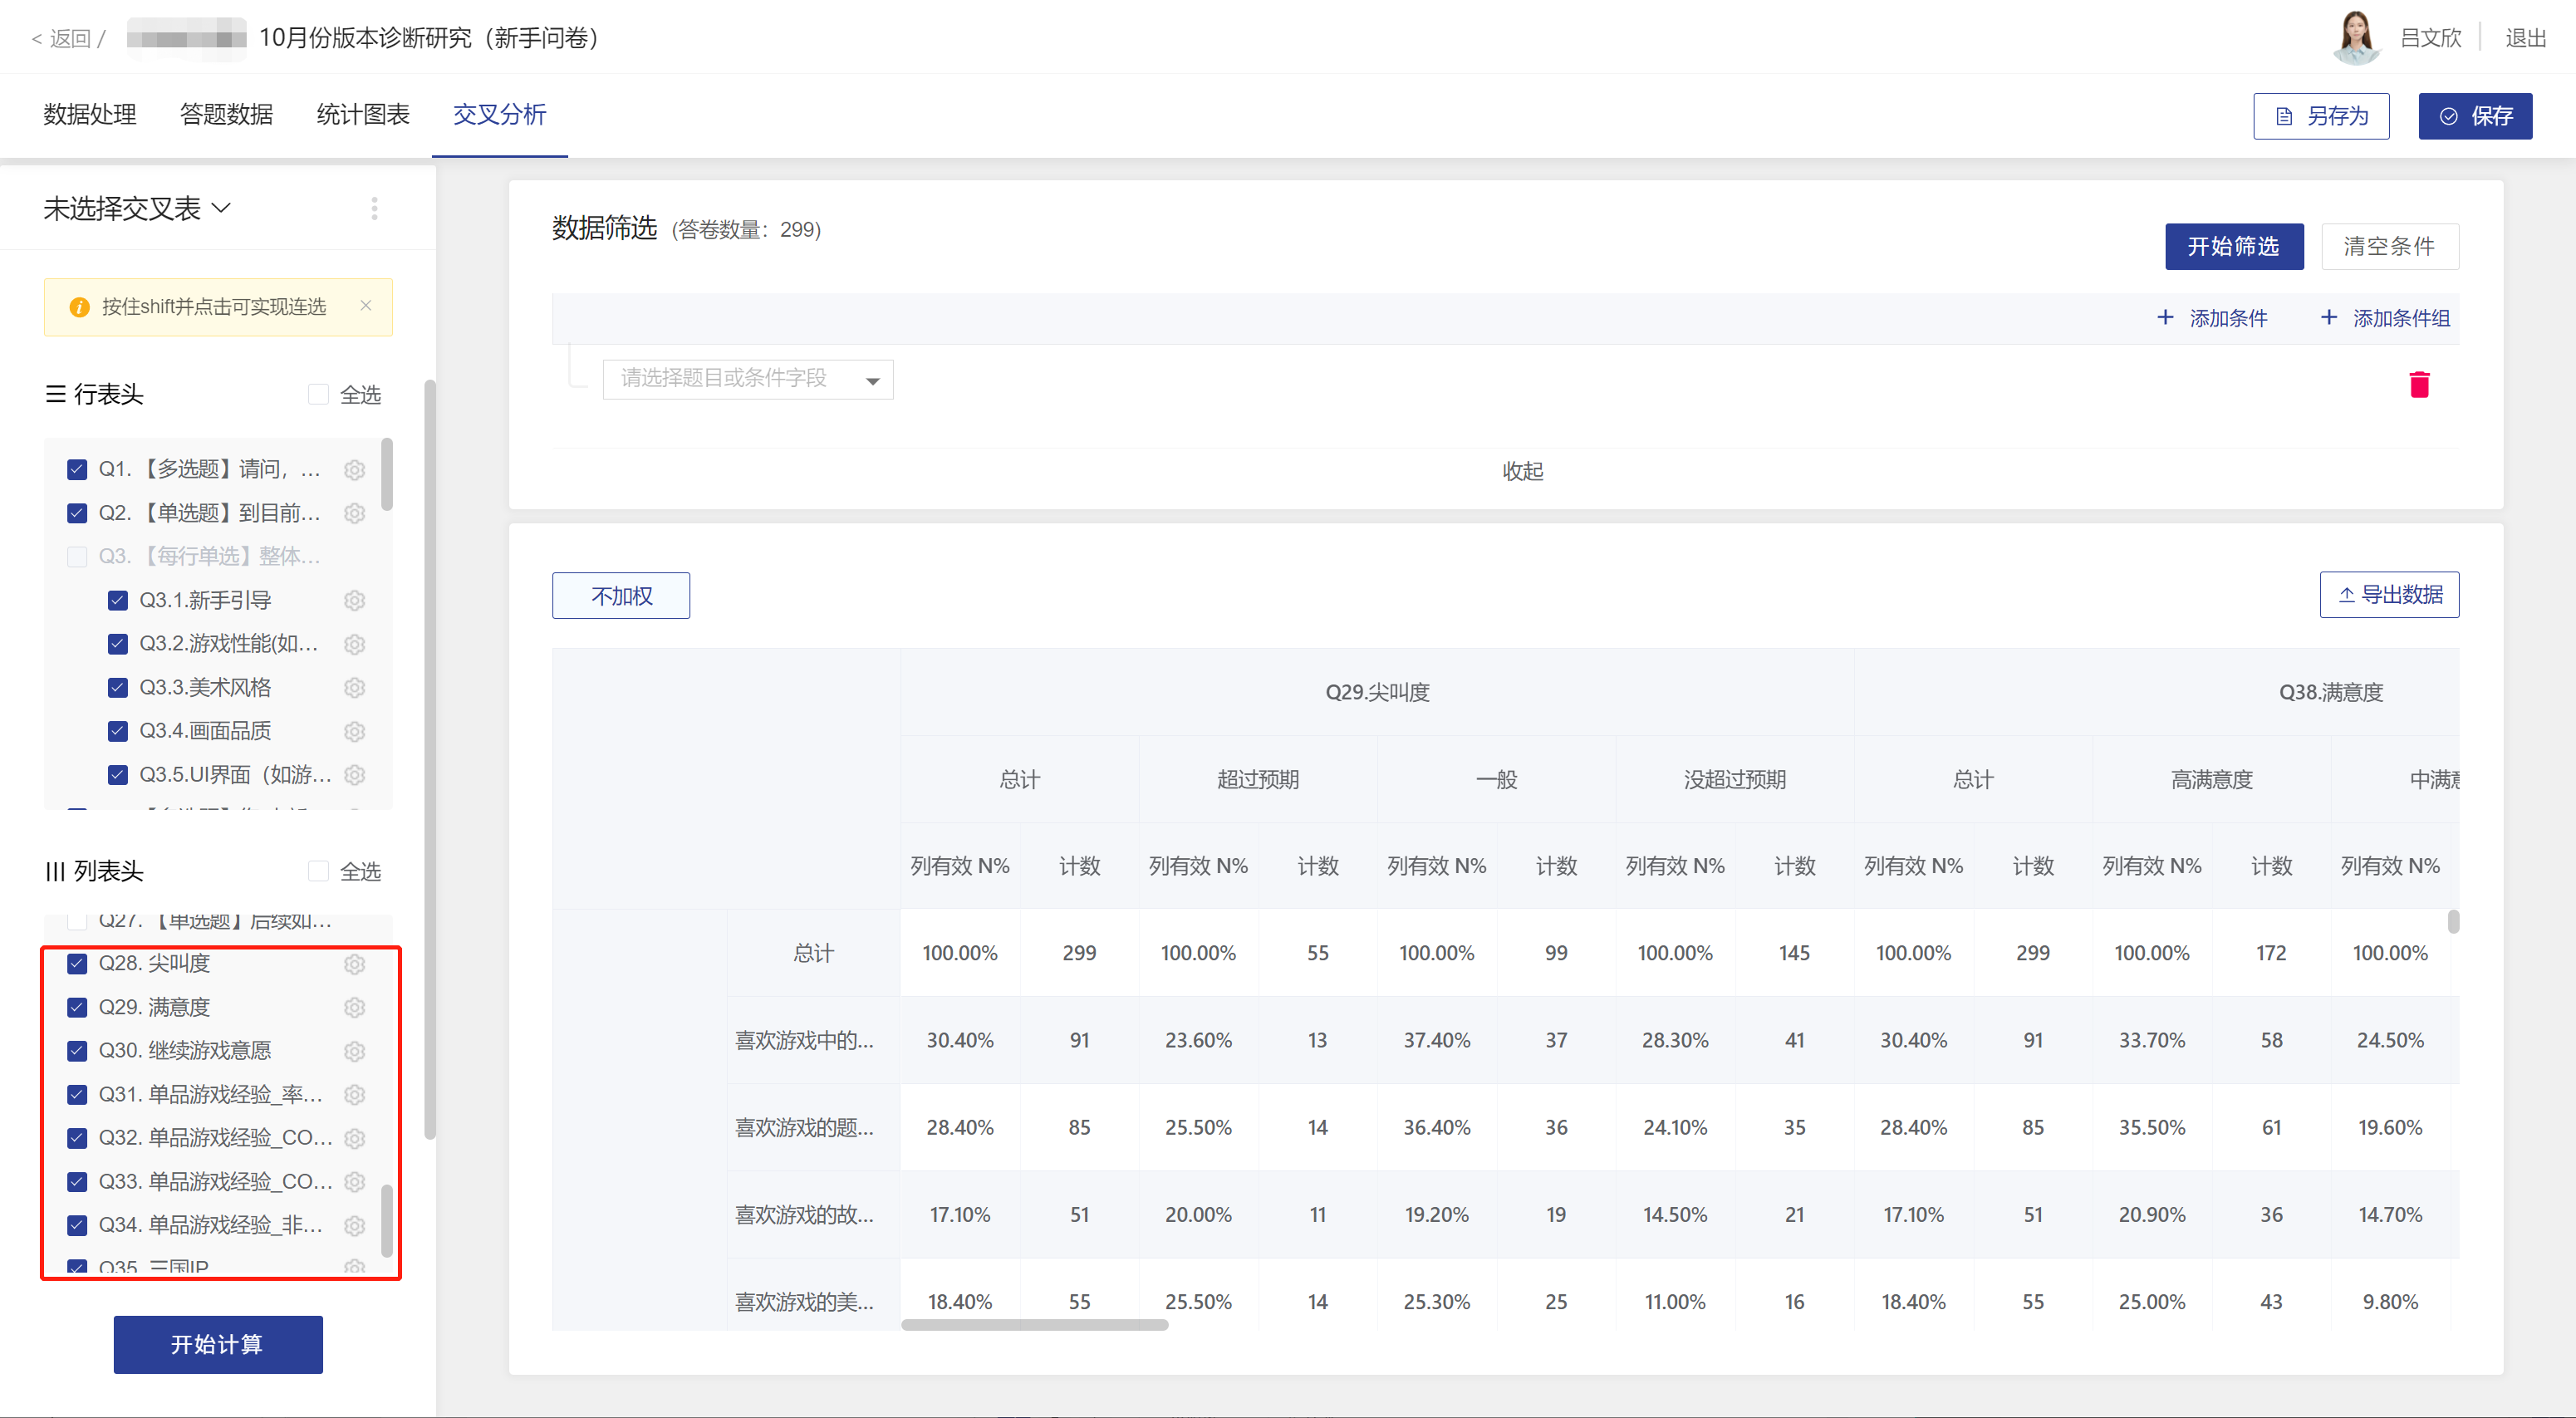 < 返回 / 10月份版本诊断研究（新手问卷） 吕文欣 退出
数据处理 答题数据 统计图表 交叉分析 另存为 保存
未选择交叉表
按住shift并点击可实现连选
行表头 全选
Q1. 【多选题】请问，...
Q2. 【单选题】到目前...
Q3. 【每行单选】整体...
Q3.1.新手引导
Q3.2.游戏性能(如...
Q3.3.美术风格
Q3.4.画面品质
Q3.5.UI界面（如游...
列表头 全选
Q27. 【单选题】后续如...
Q28. 尖叫度
Q29. 满意度
Q30. 继续游戏意愿
Q31. 单品游戏经验_率...
Q32. 单品游戏经验_CO...
Q33. 单品游戏经验_CO...
Q34. 单品游戏经验_非...
Q35. 三国IP
开始计算
数据筛选 (答卷数量：299)
开始筛选 清空条件
+ 添加条件 + 添加条件组
请选择题目或条件字段
收起
不加权 导出数据
Q29.尖叫度 Q38.满意度
总计 超过预期 一般 没超过预期 总计 高满意度 中满意
列有效 N% 计数 列有效 N% 计数 列有效 N% 计数 列有效 N% 计数 列有效 N% 计数 列有效 N% 计数 列有效 N%
总计 100.00% 299 100.00% 55 100.00% 99 100.00% 145 100.00% 299 100.00% 172 100.00%
喜欢游戏中的... 30.40% 91 23.60% 13 37.40% 37 28.30% 41 30.40% 91 33.70% 58 24.50%
喜欢游戏的题... 28.40% 85 25.50% 14 36.40% 36 24.10% 35 28.40% 85 35.50% 61 19.60%
喜欢游戏的故... 17.10% 51 20.00% 11 19.20% 19 14.50% 21 17.10% 51 20.90% 36 14.70%
喜欢游戏的美... 18.40% 55 25.50% 14 25.30% 25 11.00% 16 18.40% 55 25.00% 43 9.80%